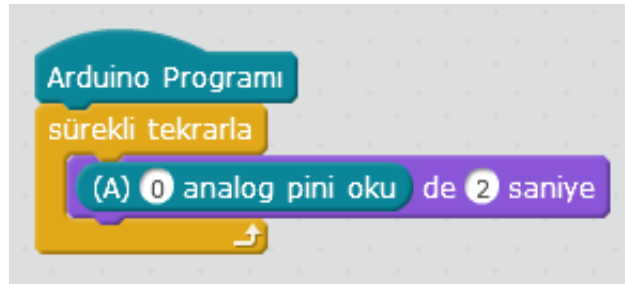 Arduino Programı
sürekli tekrarla
(A) 0 analog pini oku de 2 saniye